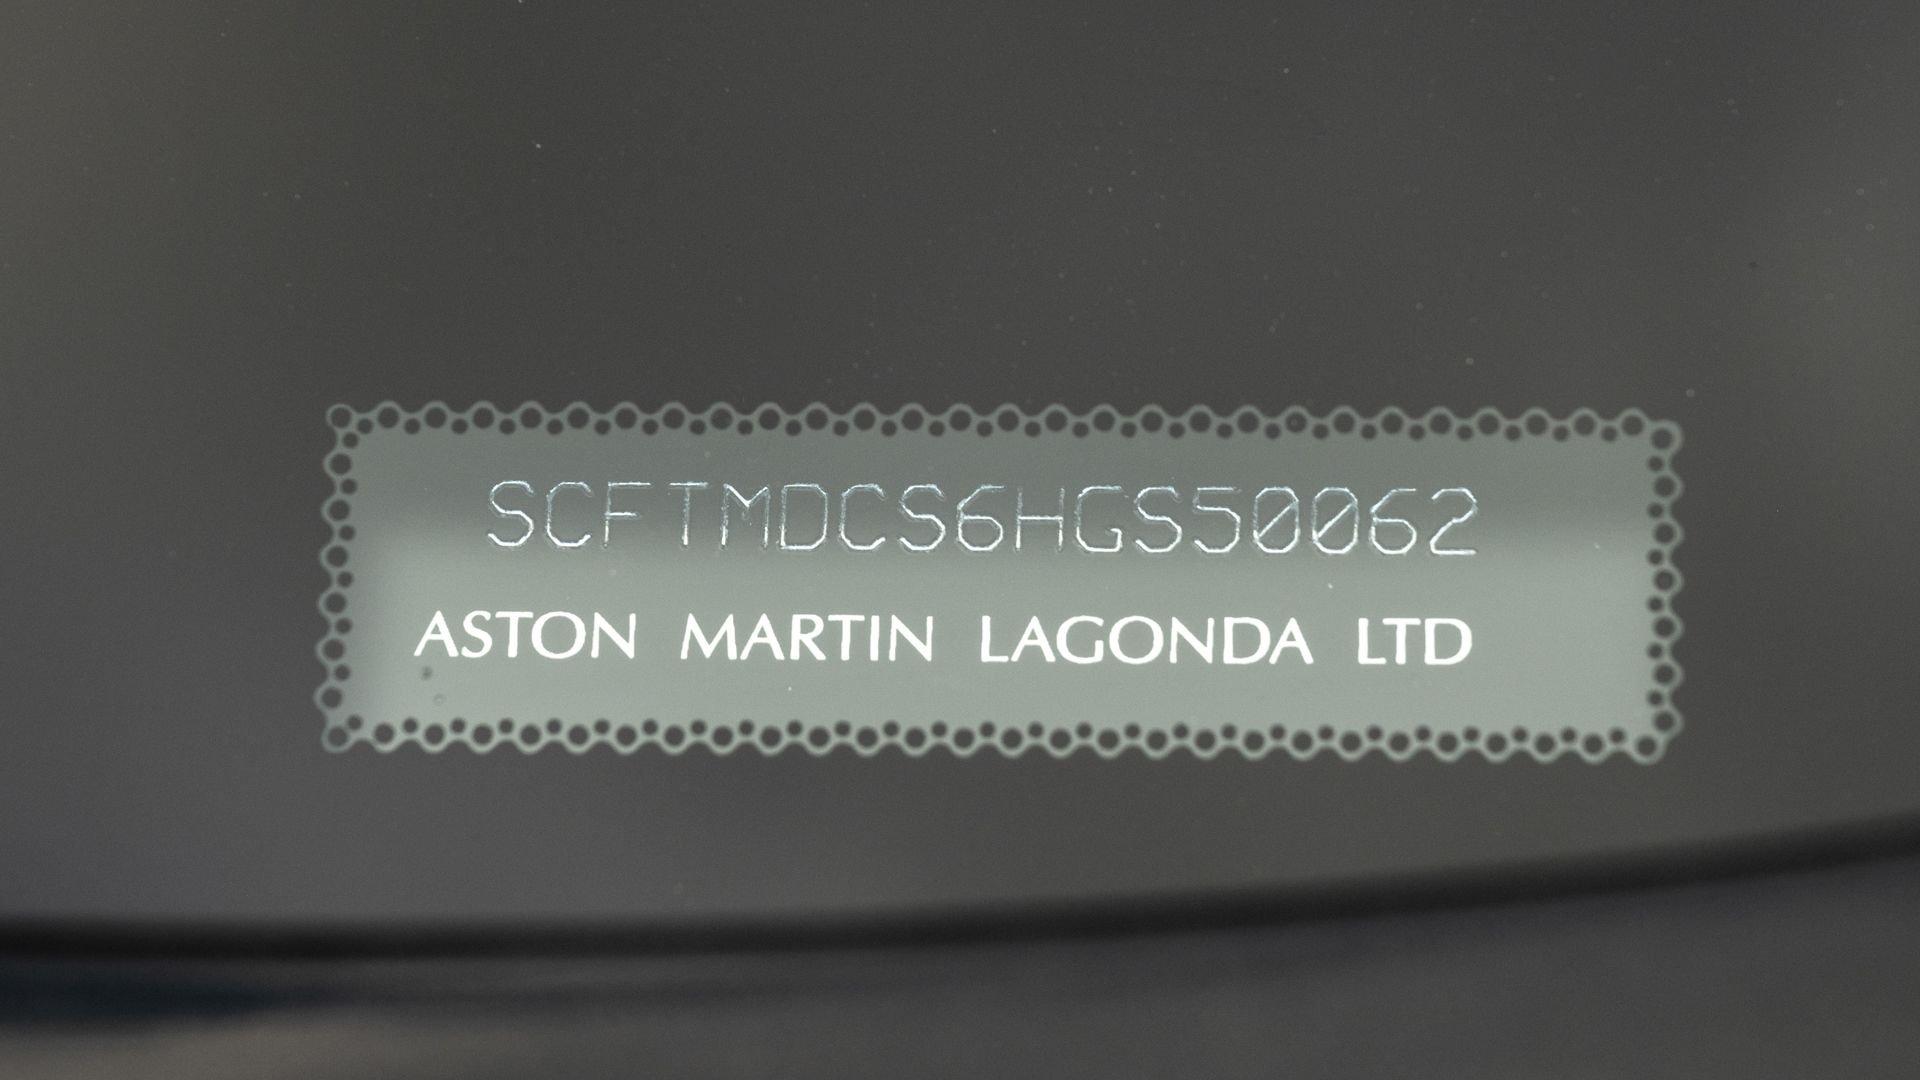 SCFTMDCS6HGS50062
ASTON MARTIN LAGONDA LTD